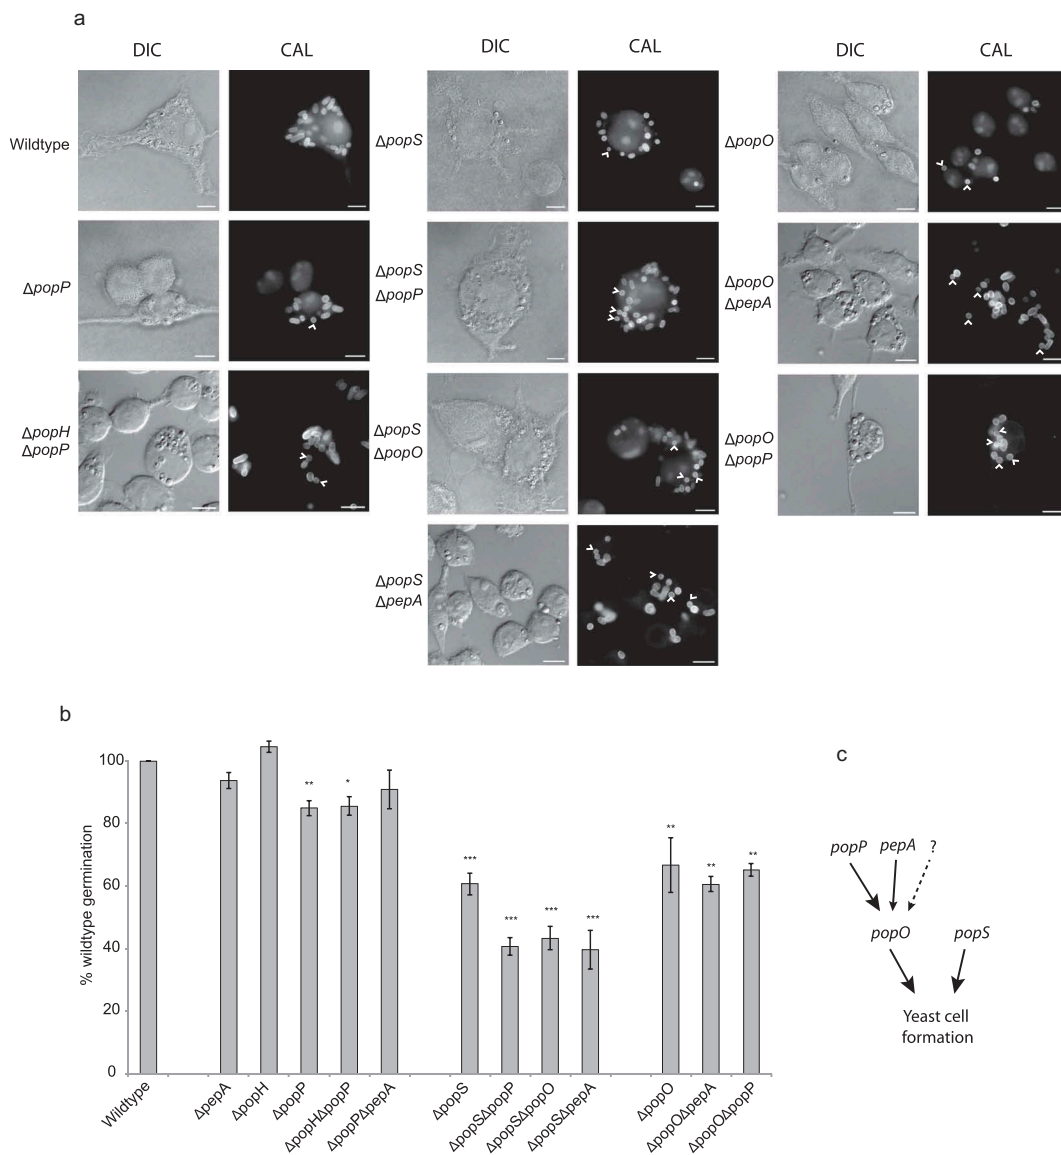 a
DIC CAL DIC CAL DIC CAL
Wildtype ΔpopS ΔpopO
ΔpopP ΔpopS ΔpopP ΔpopO ΔpepA
ΔpopH ΔpopP ΔpopS ΔpopO ΔpopO ΔpopP
ΔpopS ΔpepA
b
% wildtype germination
100
80
60
40
20
0
** * *** *** *** *** ** ** **
Wildtype ΔpepA ΔpopH ΔpopP ΔpopHΔpopP ΔpopPΔpepA ΔpopS ΔpopSΔpopP ΔpopSΔpopO ΔpopSΔpepA ΔpopO ΔpopOΔpepA ΔpopOΔpopP
c
popP pepA ?
popO popS
Yeast cell
formation